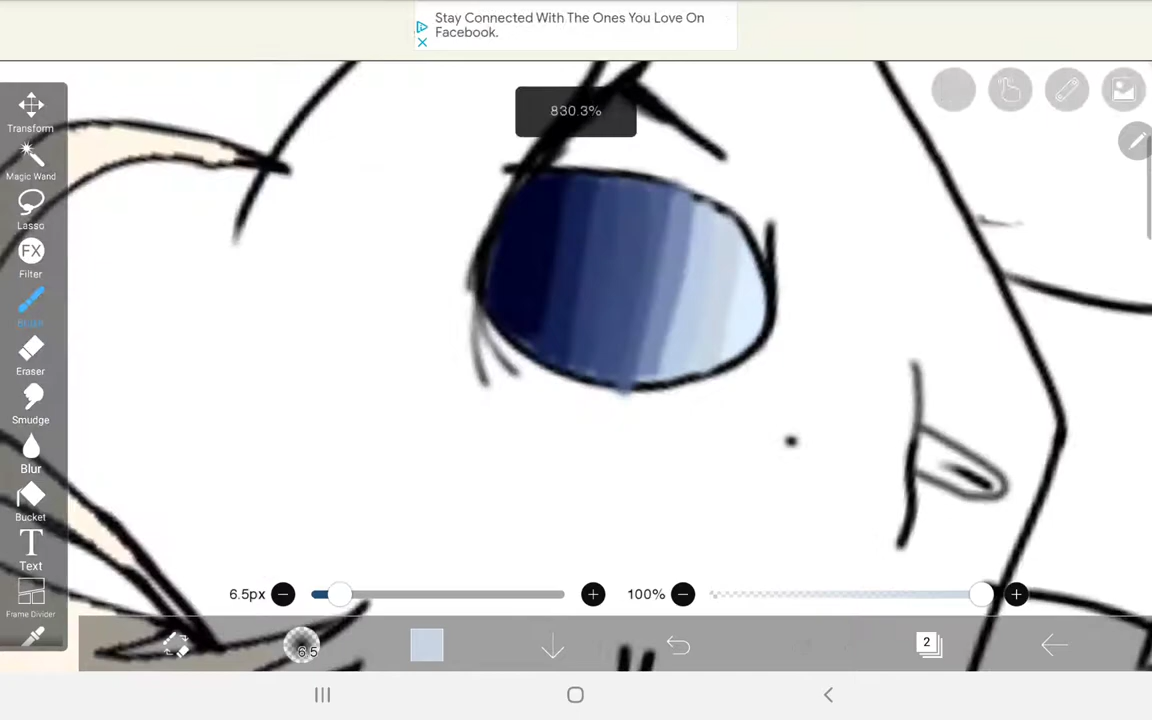 Stay Connected With The Ones You Love On
Facebook.
830.3%
Transform
Magic Wand
Lasso
FX
Filter
Brush
Eraser
Smudge
Blur
Bucket
T
Text
Frame Divider
6.5px
100%
6.5
2